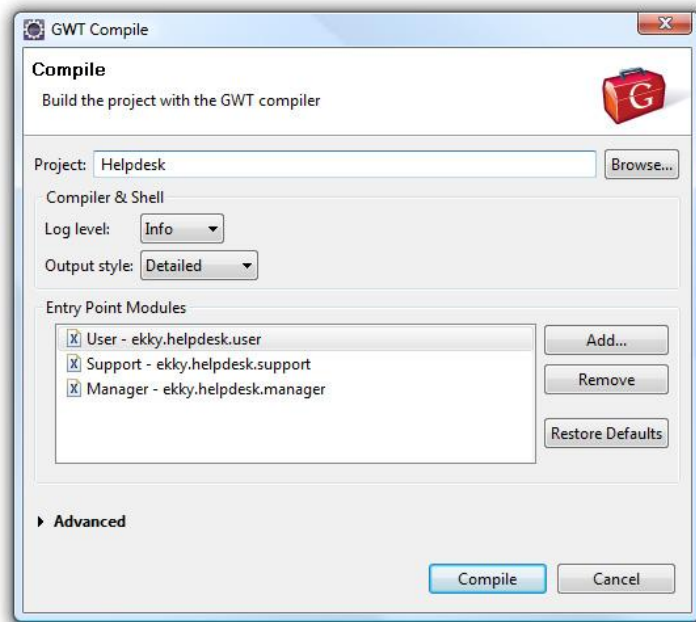 GWT Compile
Compile
Build the project with the GWT compiler
G
Project: Helpdesk Browse...
Compiler & Shell
Log level: Info
Output style: Detailed
Entry Point Modules
User - ekky.helpdesk.user Add...
Support - ekky.helpdesk.support
Manager - ekky.helpdesk.manager Remove
Restore Defaults
Advanced
Compile Cancel